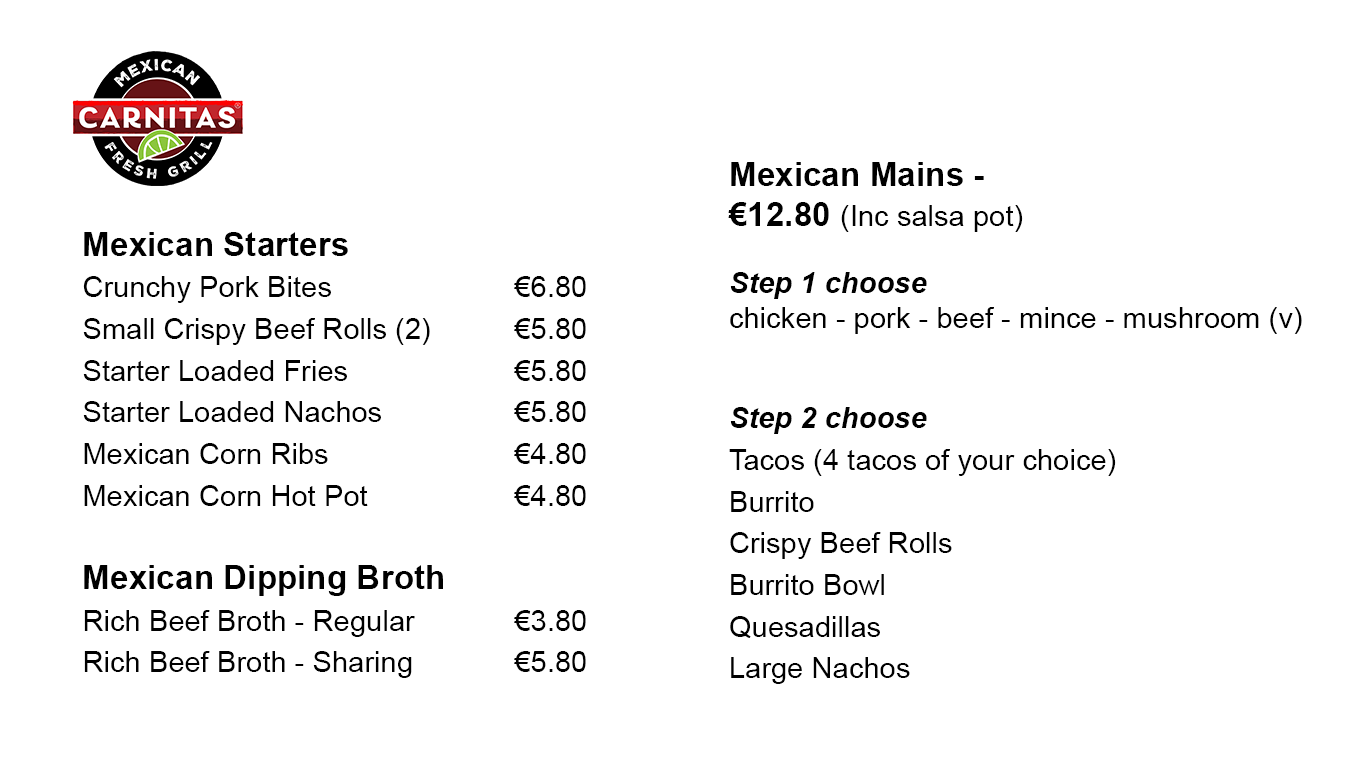 MEXICAN
CARNITAS®
FRESH GRILL
Mexican Starters
Crunchy Pork Bites €6.80
Small Crispy Beef Rolls (2) €5.80
Starter Loaded Fries €5.80
Starter Loaded Nachos €5.80
Mexican Corn Ribs €4.80
Mexican Corn Hot Pot €4.80
Mexican Dipping Broth
Rich Beef Broth - Regular €3.80
Rich Beef Broth - Sharing €5.80
Mexican Mains -
€12.80 (Inc salsa pot)
Step 1 choose
chicken - pork - beef - mince - mushroom (v)
Step 2 choose
Tacos (4 tacos of your choice)
Burrito
Crispy Beef Rolls
Burrito Bowl
Quesadillas
Large Nachos